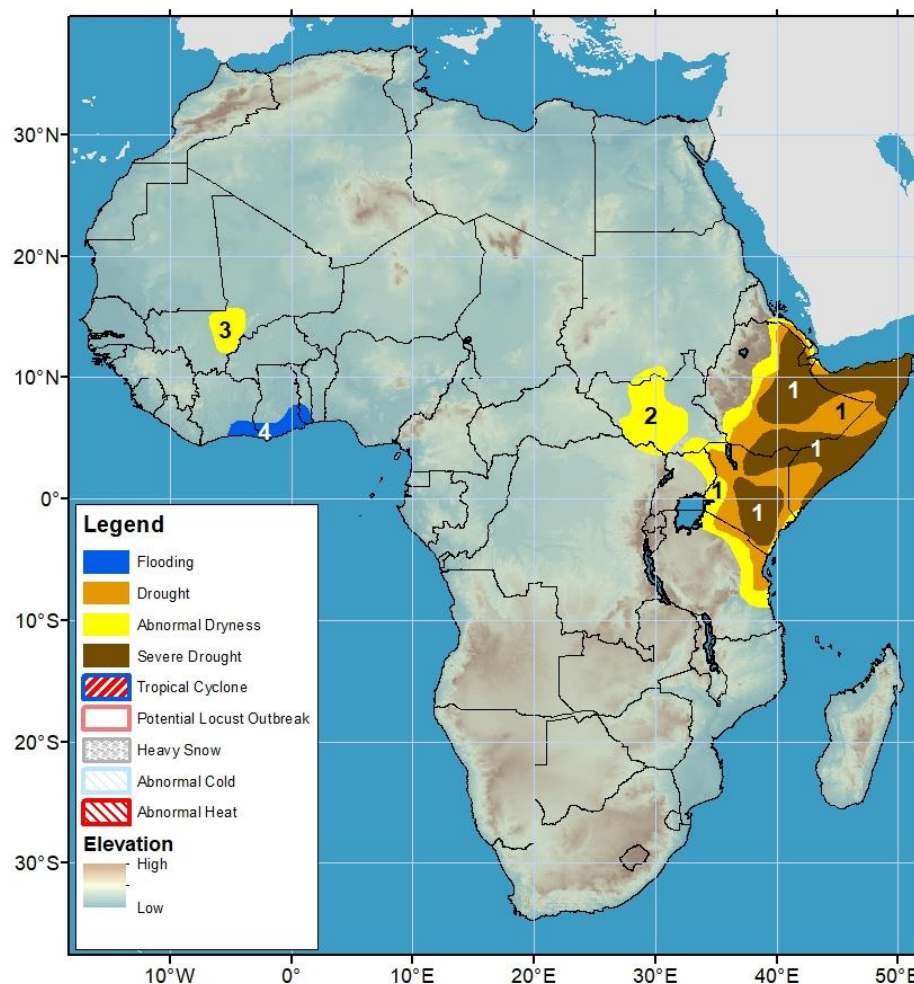 30°N
20°N
10°N
0°
10°S
20°S
30°S
3
4
2
1
1
1
1
1
Legend
Flooding
Drought
Abnormal Dryness
Severe Drought
Tropical Cyclone
Potential Locust Outbreak
Heavy Snow
Abnormal Cold
Abnormal Heat
Elevation
High
Low
10°W
0°
10°E
20°E
30°E
40°E
50°E